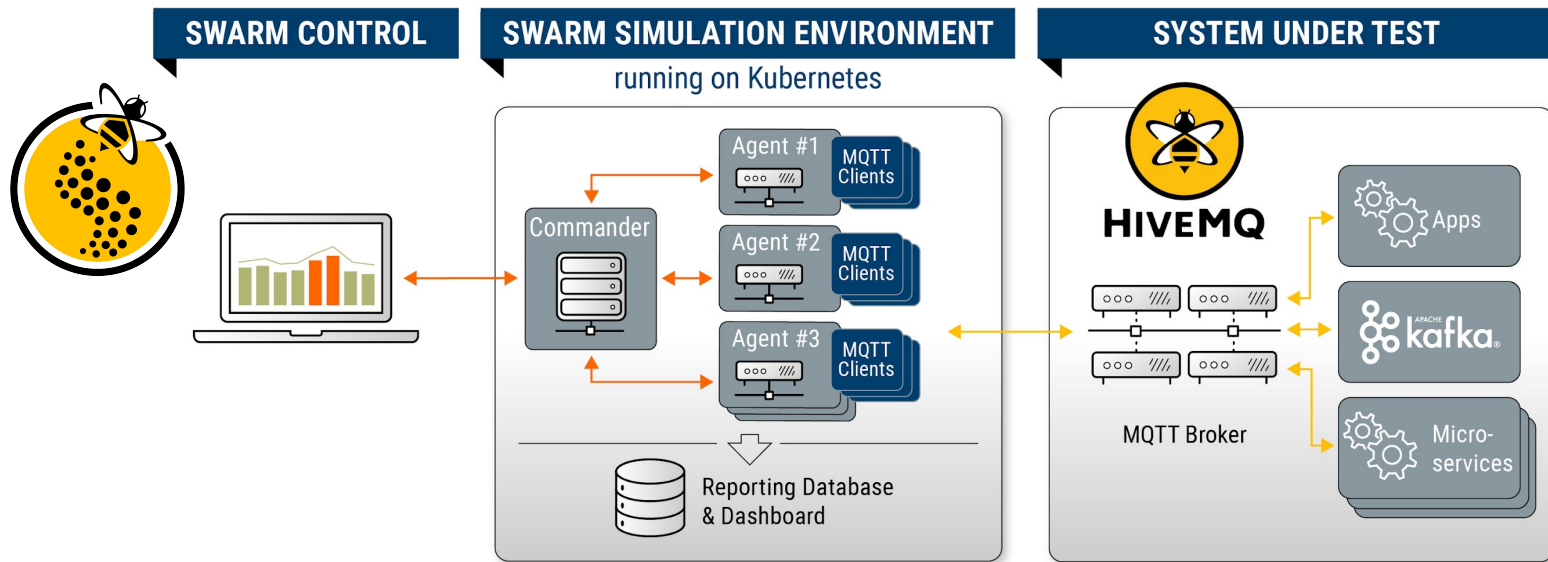 SWARM CONTROL
SWARM SIMULATION ENVIRONMENT
running on Kubernetes
SYSTEM UNDER TEST
Commander
Agent #1
MQTT
Clients
Agent #2
MQTT
Clients
Agent #3
MQTT
Clients
Reporting Database
& Dashboard
HIVEMQ
MQTT Broker
Apps
APACHE
kafka®
Micro-
services